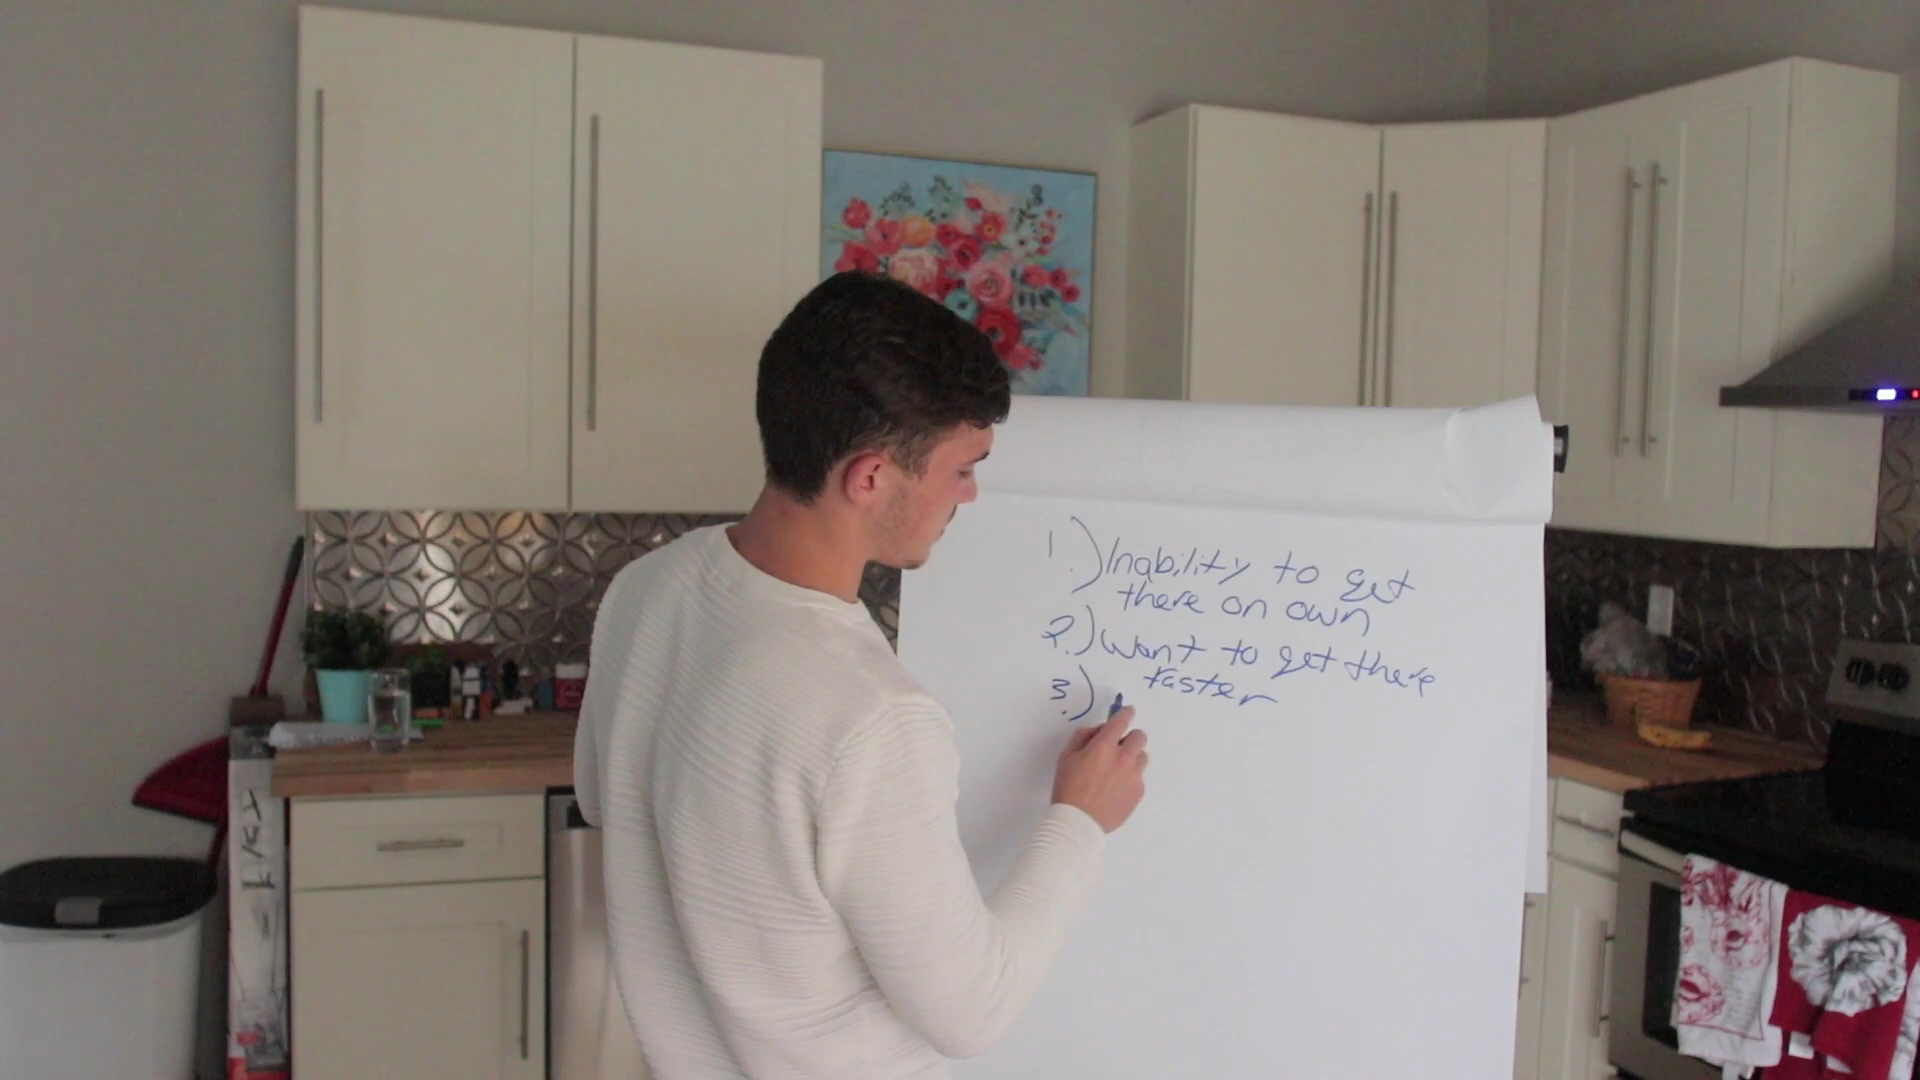 1.) Inability to get
there on own
2.) want to get there
faster
3.)